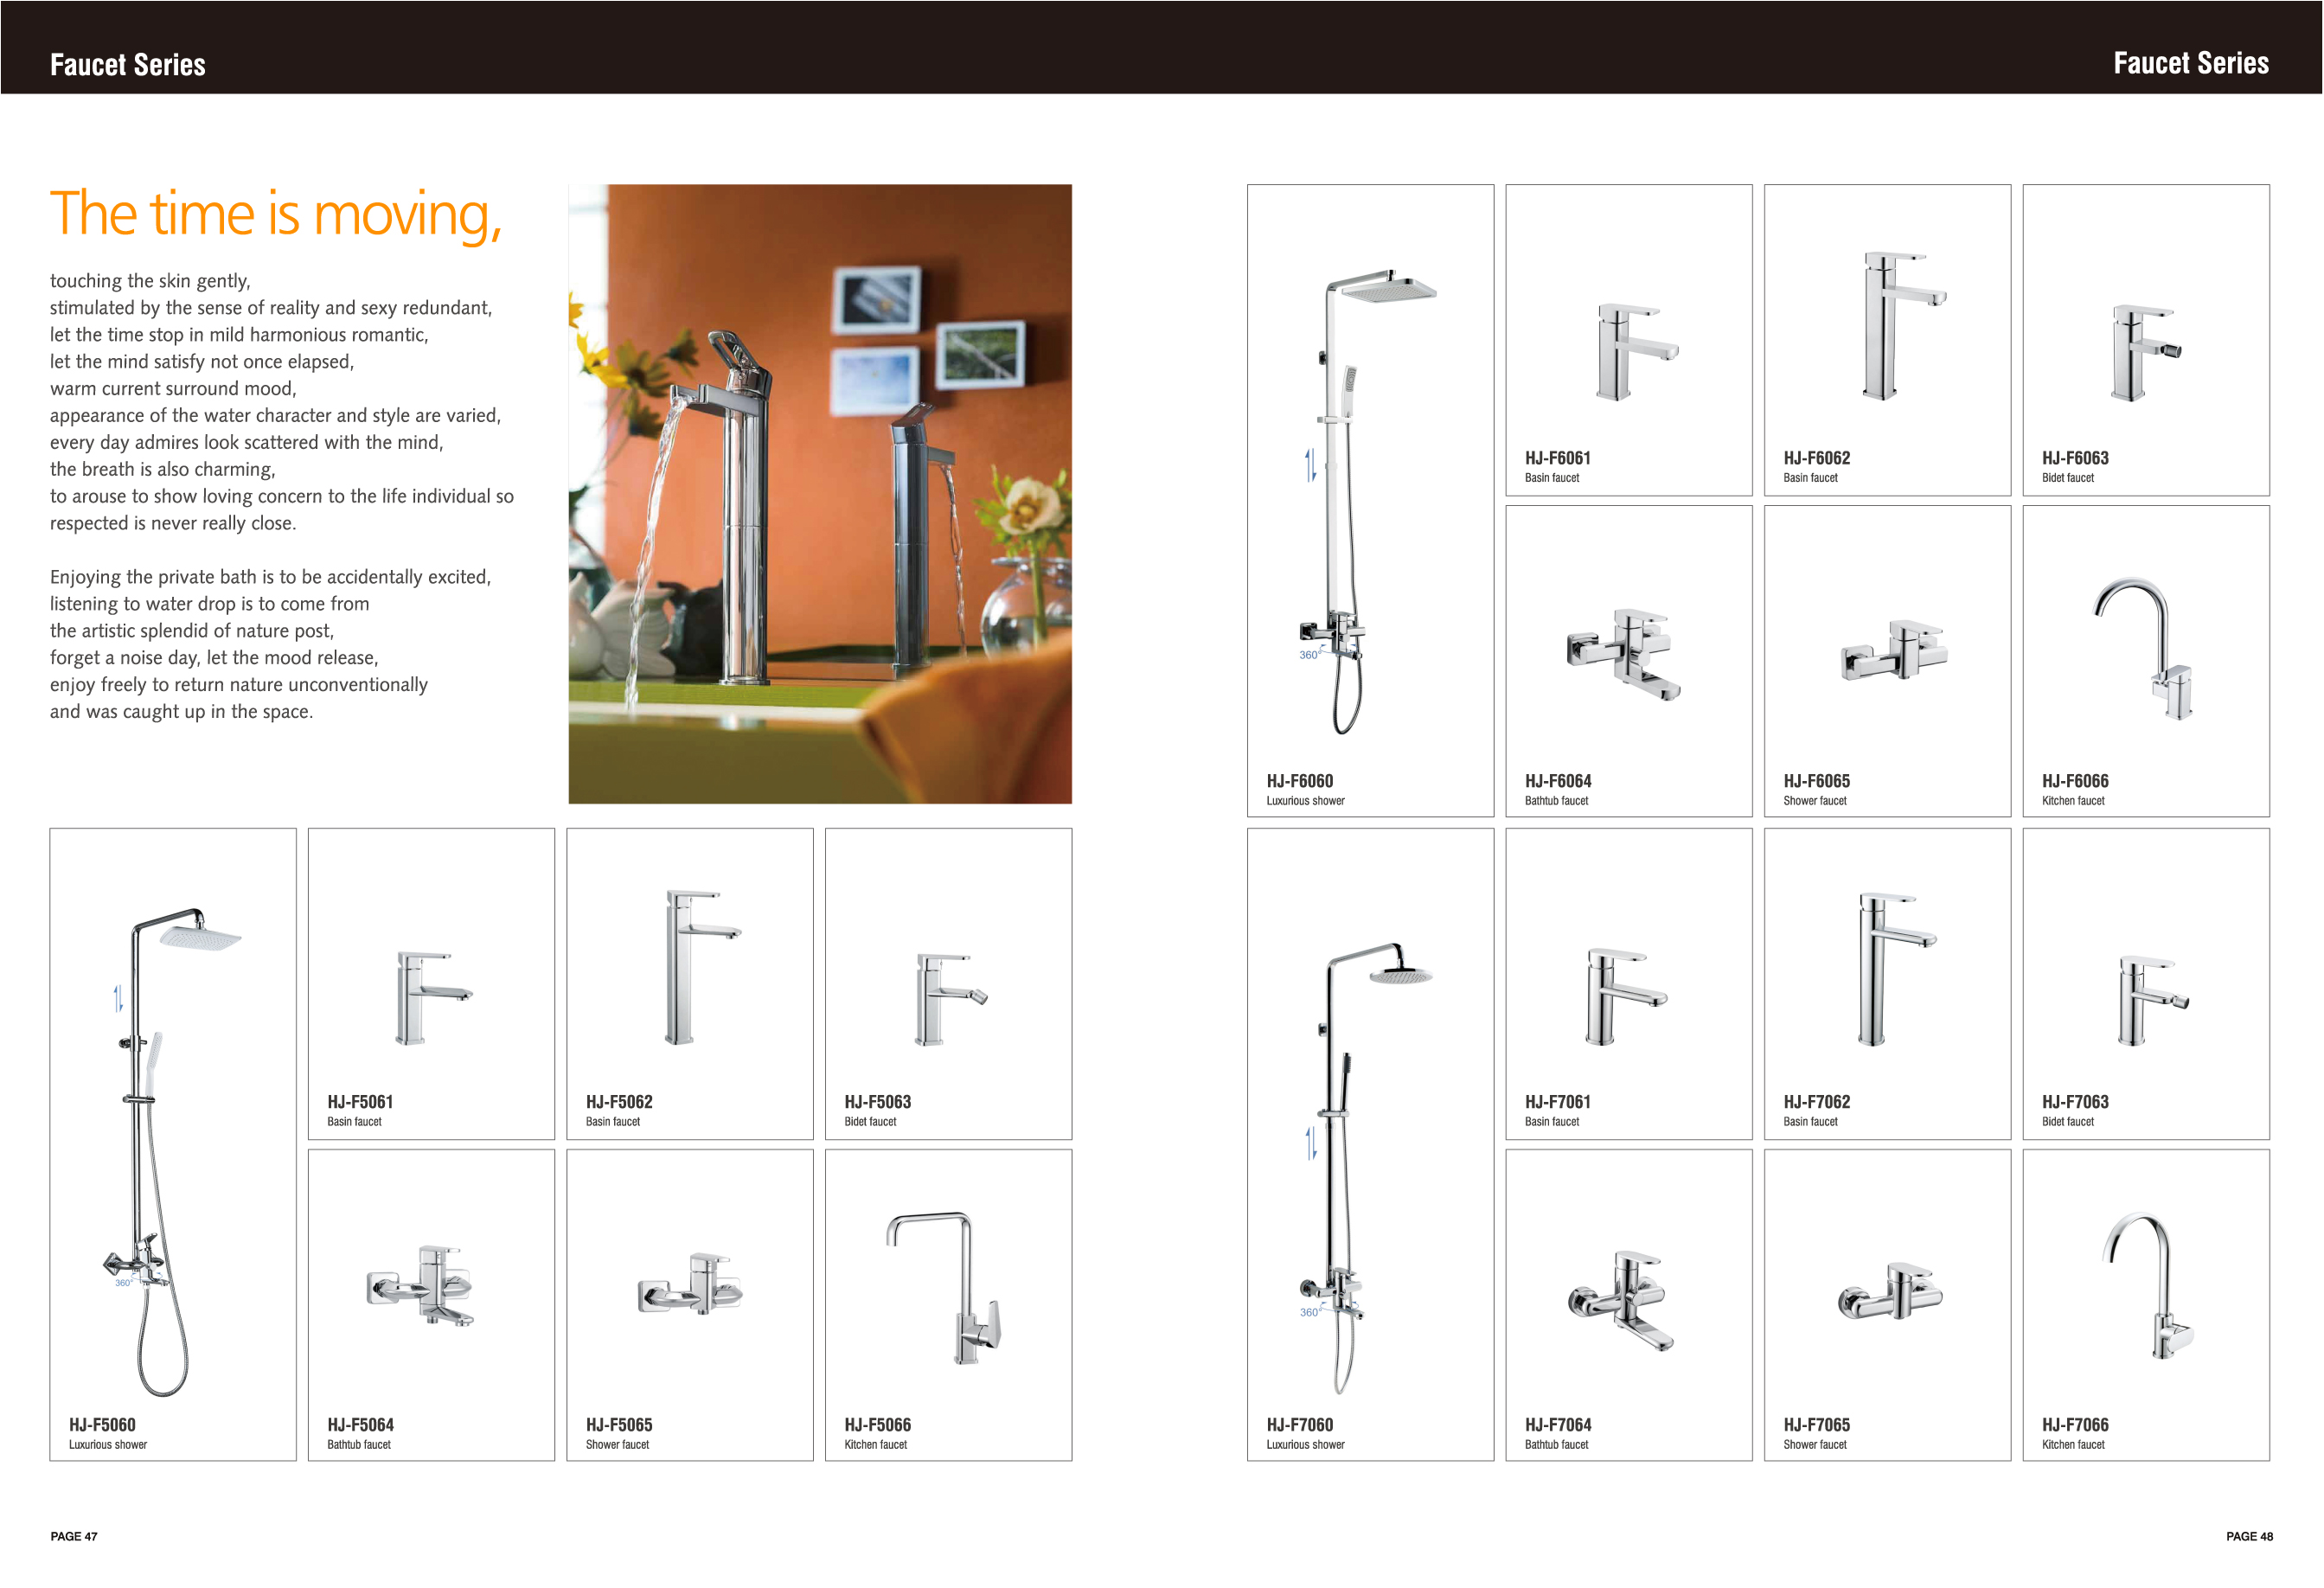 Faucet Series
Faucet Series
The time is moving,
touching the skin gently,
stimulated by the sense of reality and sexy redundant,
let the time stop in mild harmonious romantic,
let the mind satisfy not once elapsed,
warm current surround mood,
appearance of the water character and style are varied,
every day admires look scattered with the mind,
the breath is also charming,
to arouse to show loving concern to the life individual so
respected is never really close.
Enjoying the private bath is to be accidentally excited,
listening to water drop is to come from
the artistic splendid of nature post,
forget a noise day, let the mood release,
enjoy freely to return nature unconventionally
and was caught up in the space.
360°
HJ-F5060
Luxurious shower
HJ-F5061
Basin faucet
HJ-F5062
Basin faucet
HJ-F5063
Bidet faucet
HJ-F5064
Bathtub faucet
HJ-F5065
Shower faucet
HJ-F5066
Kitchen faucet
PAGE 47
360°
HJ-F6060
Luxurious shower
HJ-F6061
Basin faucet
HJ-F6062
Basin faucet
HJ-F6063
Bidet faucet
HJ-F6064
Bathtub faucet
HJ-F6065
Shower faucet
HJ-F6066
Kitchen faucet
360°
HJ-F7060
Luxurious shower
HJ-F7061
Basin faucet
HJ-F7062
Basin faucet
HJ-F7063
Bidet faucet
HJ-F7064
Bathtub faucet
HJ-F7065
Shower faucet
HJ-F7066
Kitchen faucet
PAGE 48